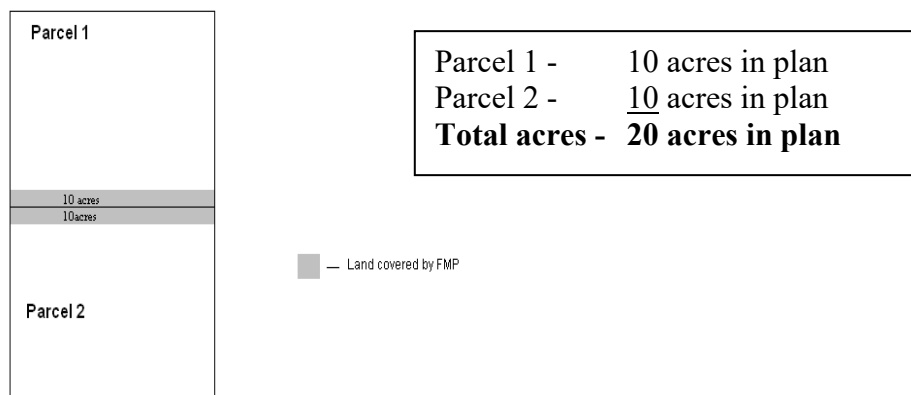 Parcel 1
Parcel 1 - 10 acres in plan
Parcel 2 - 10 acres in plan
Total acres - 20 acres in plan
10 acres
10acres
— Land covered by FMP
Parcel 2